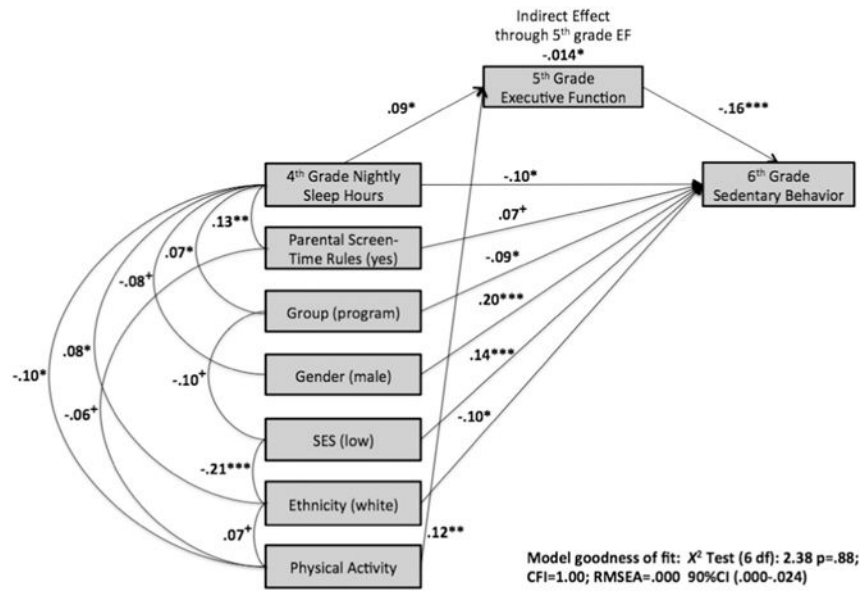 Indirect Effect
through 5th grade EF
-.014*
5th Grade
Executive Function
.09*
-.16***
4th Grade Nightly
Sleep Hours
-.10*
6th Grade
Sedentary Behavior
.13**
.07+
Parental Screen-
Time Rules (yes)
.07*
-.09*
-.08+
Group (program)
.20***
.08*
.14***
-.10*
-.10+
Gender (male)
-.06+
-.10*
SES (low)
-.21***
Ethnicity (white)
.07+
.12**
Physical Activity
Model goodness of fit: X² Test (6 df): 2.38 p=.88;
CFI=1.00; RMSEA=.000 90%CI (.000-.024)